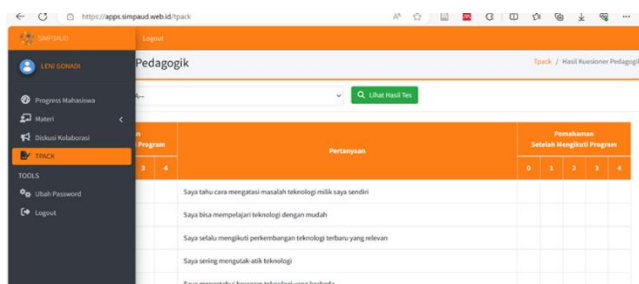 https://apps.simpaud.web.id/tpack
SIMPAUD
Logout
LENI GONADI
Pedagogik
Tpack / Hasil Kuesioner Pedagogik
Progress Mahasiswa
Materi
Diskusi Kolaborasi
TPACK
TOOLS
Ubah Password
Logout
Lihat Hasil Tes
Program
Pertanyaan
Pemahaman
Setelah Mengikuti Program
3 4
0 1 2 3 4
Saya tahu cara mengatasi masalah teknologi milik saya sendiri
Saya bisa mempelajari teknologi dengan mudah
Saya selalu mengikuti perkembangan teknologi terbaru yang relevan
Saya sering mengutak-atik teknologi